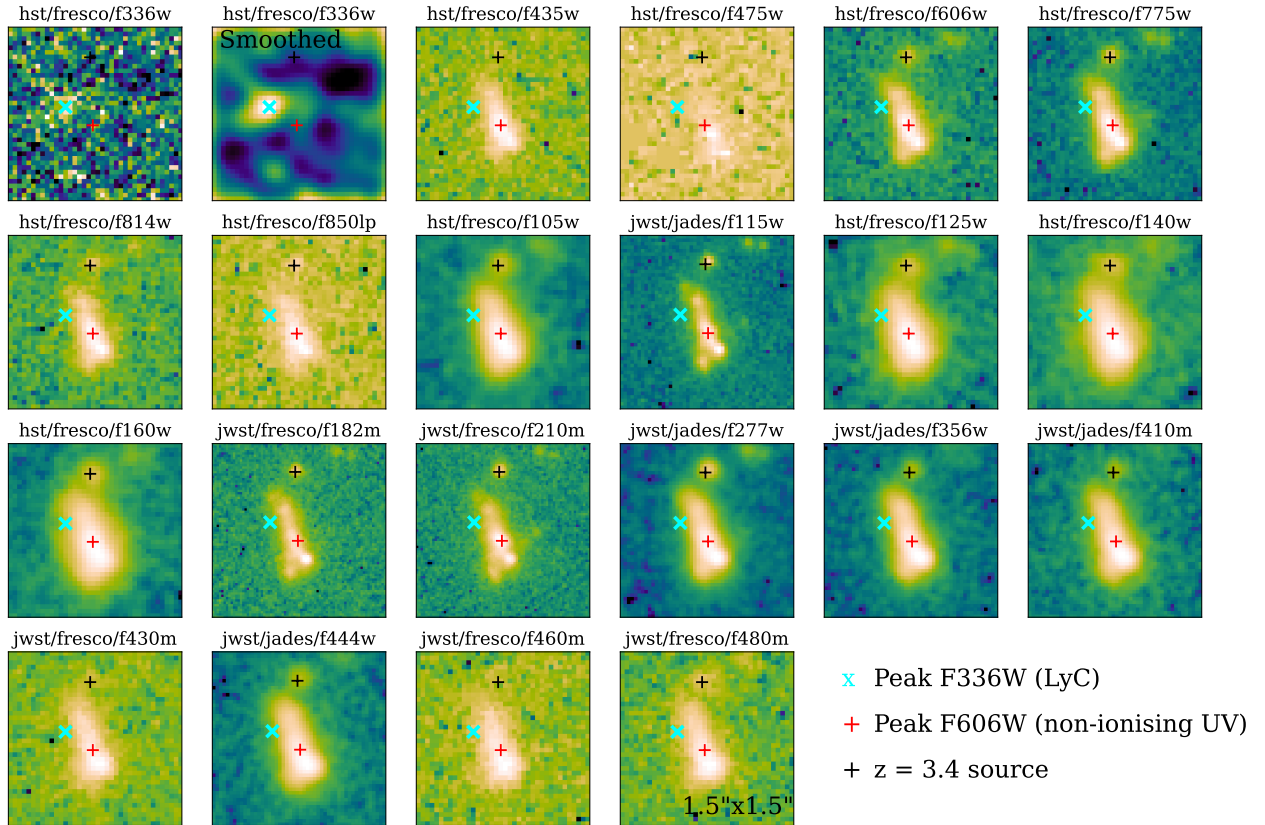 hst/fresco/f336w
hst/fresco/f336w
hst/fresco/f435w
hst/fresco/f475w
hst/fresco/f606w
hst/fresco/f775w
Smoothed
hst/fresco/f814w
hst/fresco/f850lp
hst/fresco/f105w
jwst/jades/f115w
hst/fresco/f125w
hst/fresco/f140w
hst/fresco/f160w
jwst/fresco/f182m
jwst/fresco/f210m
jwst/jades/f277w
jwst/jades/f356w
jwst/jades/f410m
jwst/fresco/f430m
jwst/jades/f444w
jwst/fresco/f460m
jwst/fresco/f480m
1.5"x1.5"
x Peak F336W (LyC)
+ Peak F606W (non-ionising UV)
+ z = 3.4 source